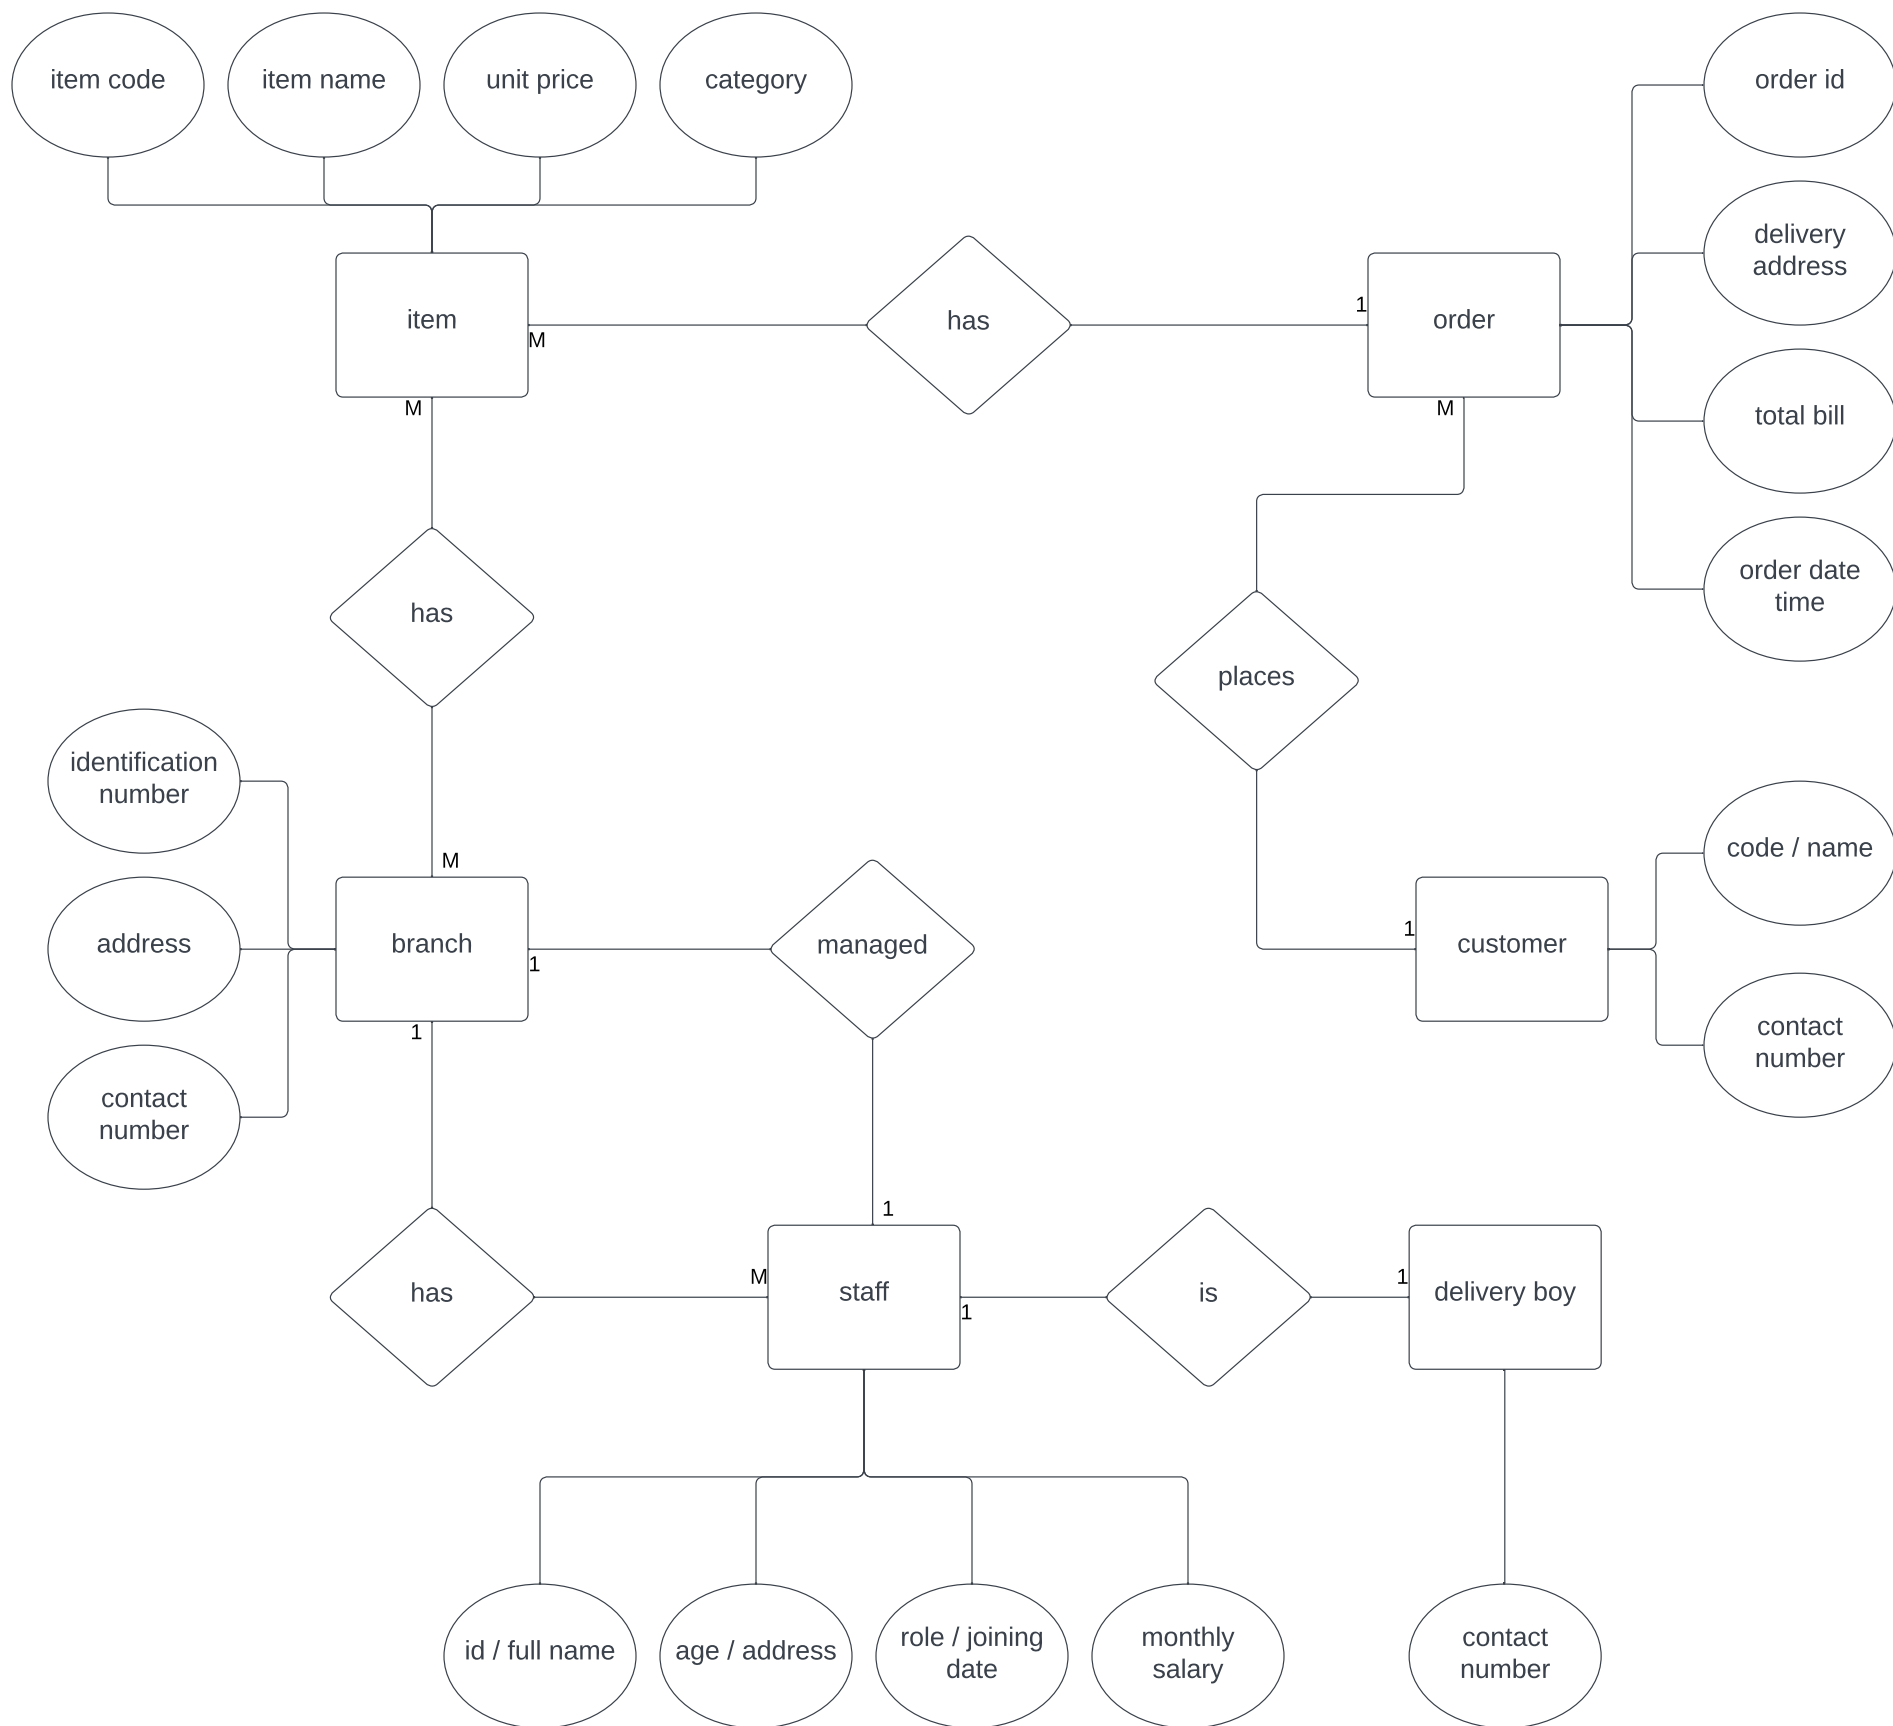 item code
item name
unit price
category
order id
delivery
address
item
M
has
1
order
total bill
M
M
order date
time
has
places
identification
number
M
code / name
address
branch
1
managed
1
customer
1
contact
number
contact
number
1
has
M
staff
1
is
1
delivery boy
id / full name
age / address
role / joining
date
monthly
salary
contact
number